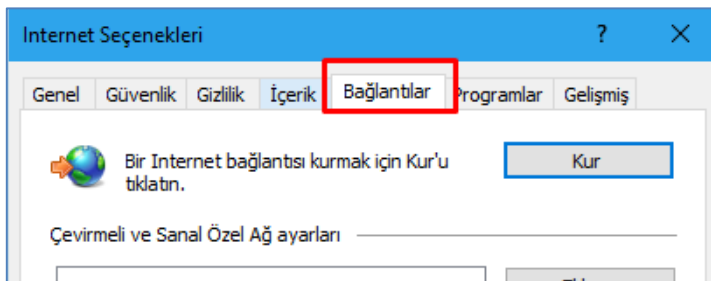 Internet Seçenekleri ?
Genel Güvenlik Gizlilik İçerik Bağlantılar Programlar Gelişmiş
Bir Internet bağlantısı kurmak için Kur'u
tıklatın.
Kur
Çevirmeli ve Sanal Özel Ağ ayarları